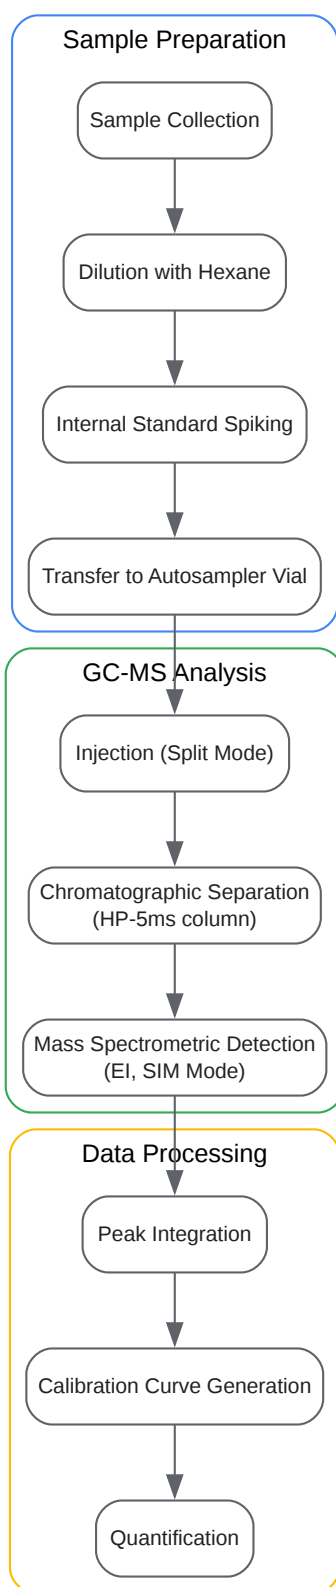 Sample Preparation
Sample Collection
Dilution with Hexane
Internal Standard Spiking
Transfer to Autosampler Vial
GC-MS Analysis
Injection (Split Mode)
Chromatographic Separation
(HP-5ms column)
Mass Spectrometric Detection
(EI, SIM Mode)
Data Processing
Peak Integration
Calibration Curve Generation
Quantification